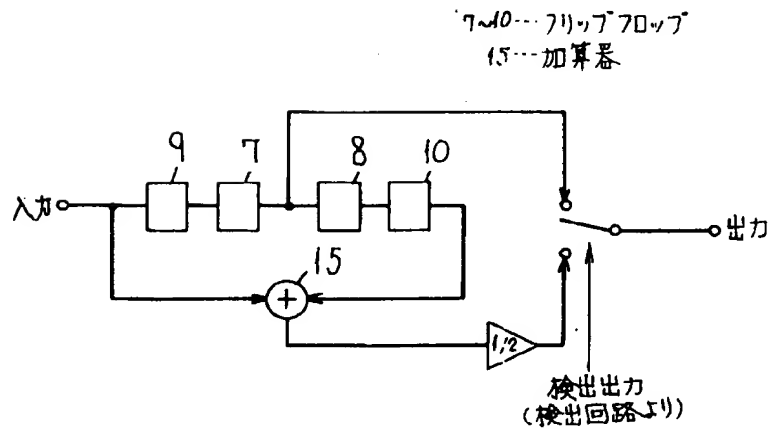 7~10…フリップフロップ
15…加算器
9
7
8
10
入力
15
出力
1/2
検出出力
(検出回路より)